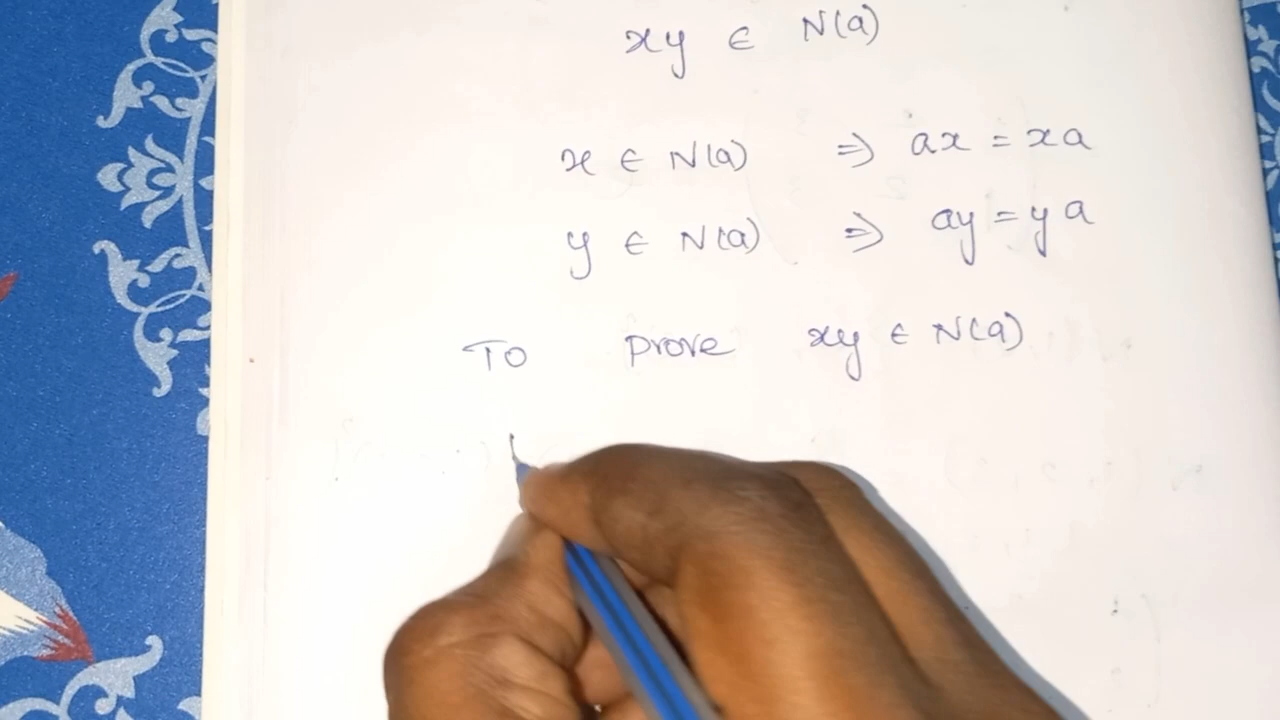 xy ∈ N(a)
x ∈ N(a) ⇒ ax = xa
y ∈ N(a) ⇒ ay = ya
To prove xy ∈ N(a)